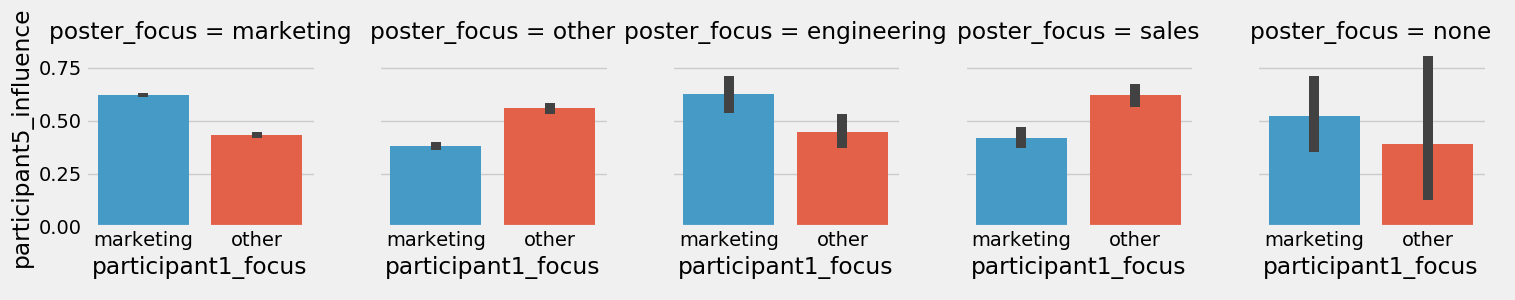 poster_focus = marketing
poster_focus = other
poster_focus = engineering
poster_focus = sales
poster_focus = none
participant5_influence
0.75
0.50
0.25
0.00
marketing other
marketing other
marketing other
marketing other
marketing other
participant1_focus
participant1_focus
participant1_focus
participant1_focus
participant1_focus